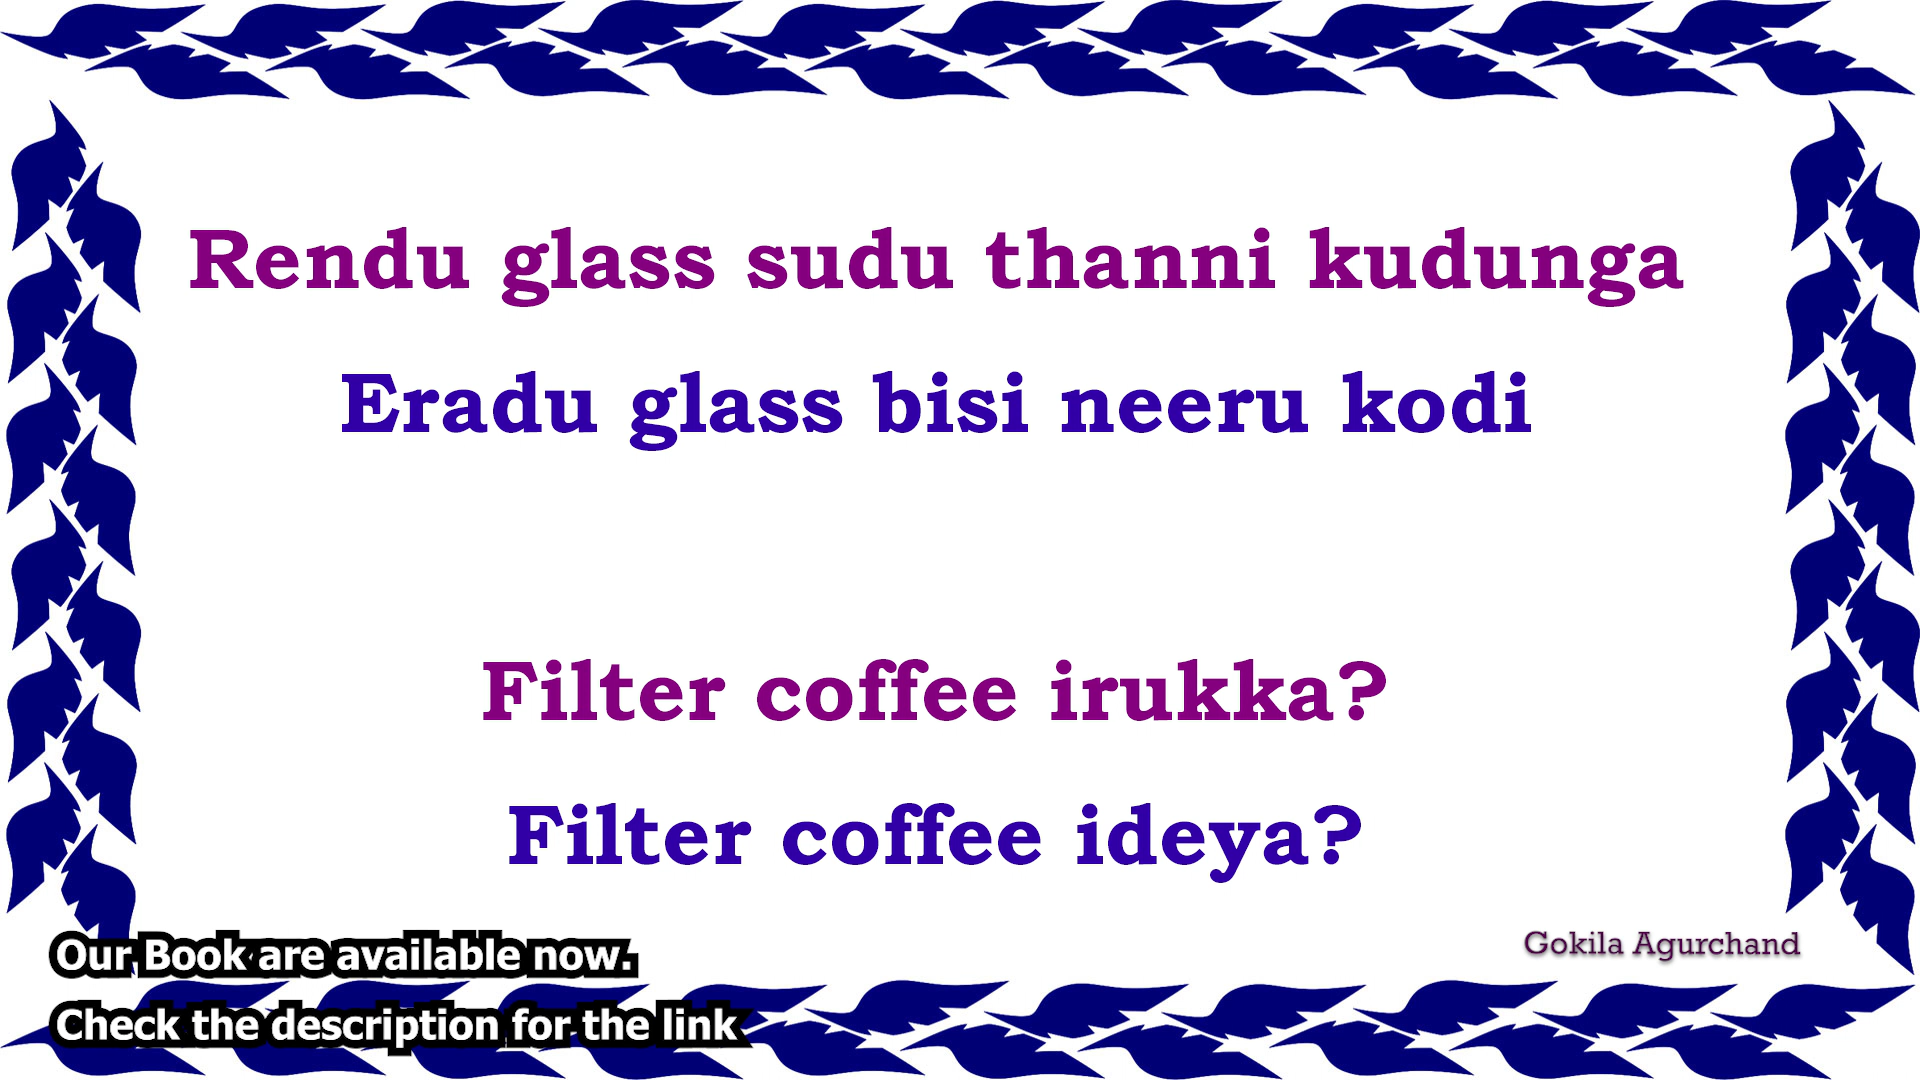 Rendu glass sudu thanni kudunga
Eradu glass bisi neeru kodi
Filter coffee irukka?
Filter coffee ideya?
Gokila Agurchand
Our Book are available now.
Check the description for the link